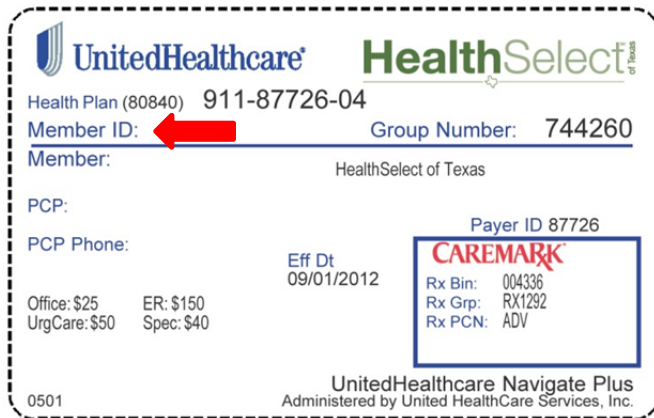 UnitedHealthcare® HealthSelect of Texas
Health Plan (80840) 911-87726-04
Member ID: Group Number: 744260
Member: HealthSelect of Texas
PCP:
Payer ID 87726
PCP Phone:
CAREMARK
Eff Dt
09/01/2012
Rx Bin: 004336
Rx Grp: RX1292
Rx PCN: ADV
Office: $25 ER: $150
UrgCare: $50 Spec: $40
UnitedHealthcare Navigate Plus
0501 Administered by United HealthCare Services, Inc.